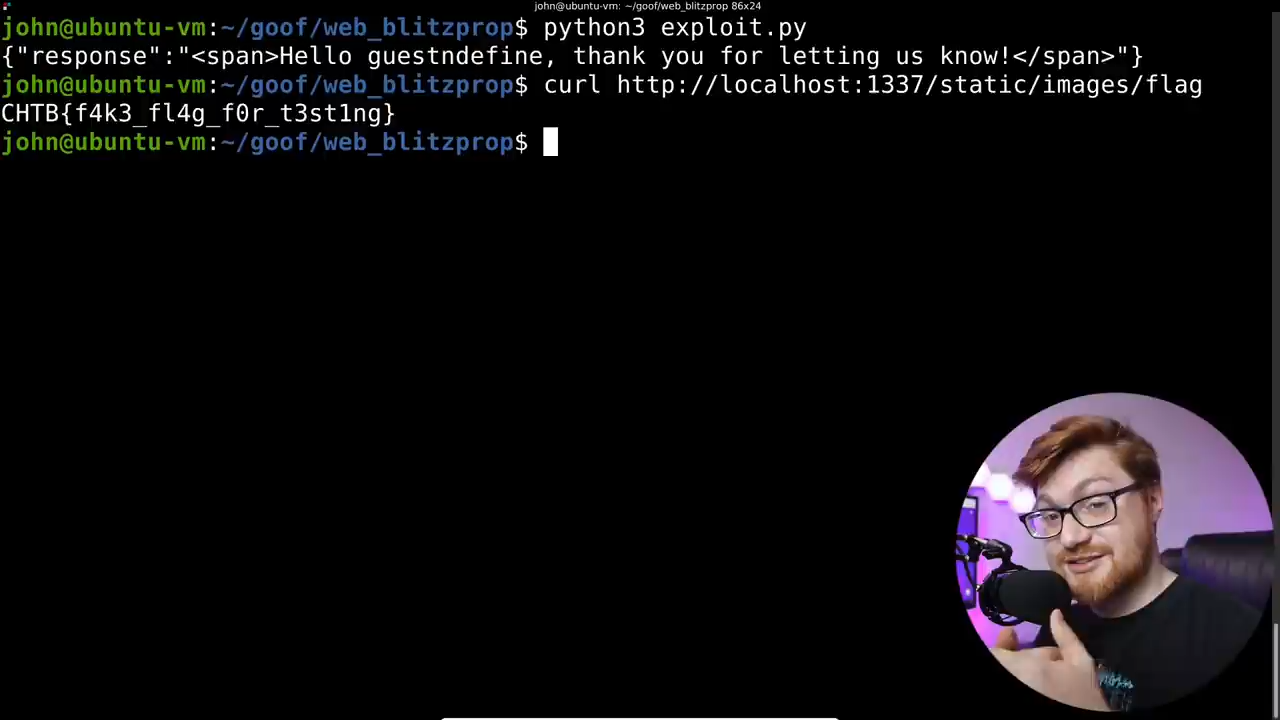 john@ubuntu-vm: ~/goof/web_blitzprop 86x24
john@ubuntu-vm:~/goof/web_blitzprop$ python3 exploit.py
{"response":"<span>Hello guestndefine, thank you for letting us know!</span>"}
john@ubuntu-vm:~/goof/web_blitzprop$ curl http://localhost:1337/static/images/flag
CHTB{f4k3_fl4g_f0r_t3st1ng}
john@ubuntu-vm:~/goof/web_blitzprop$